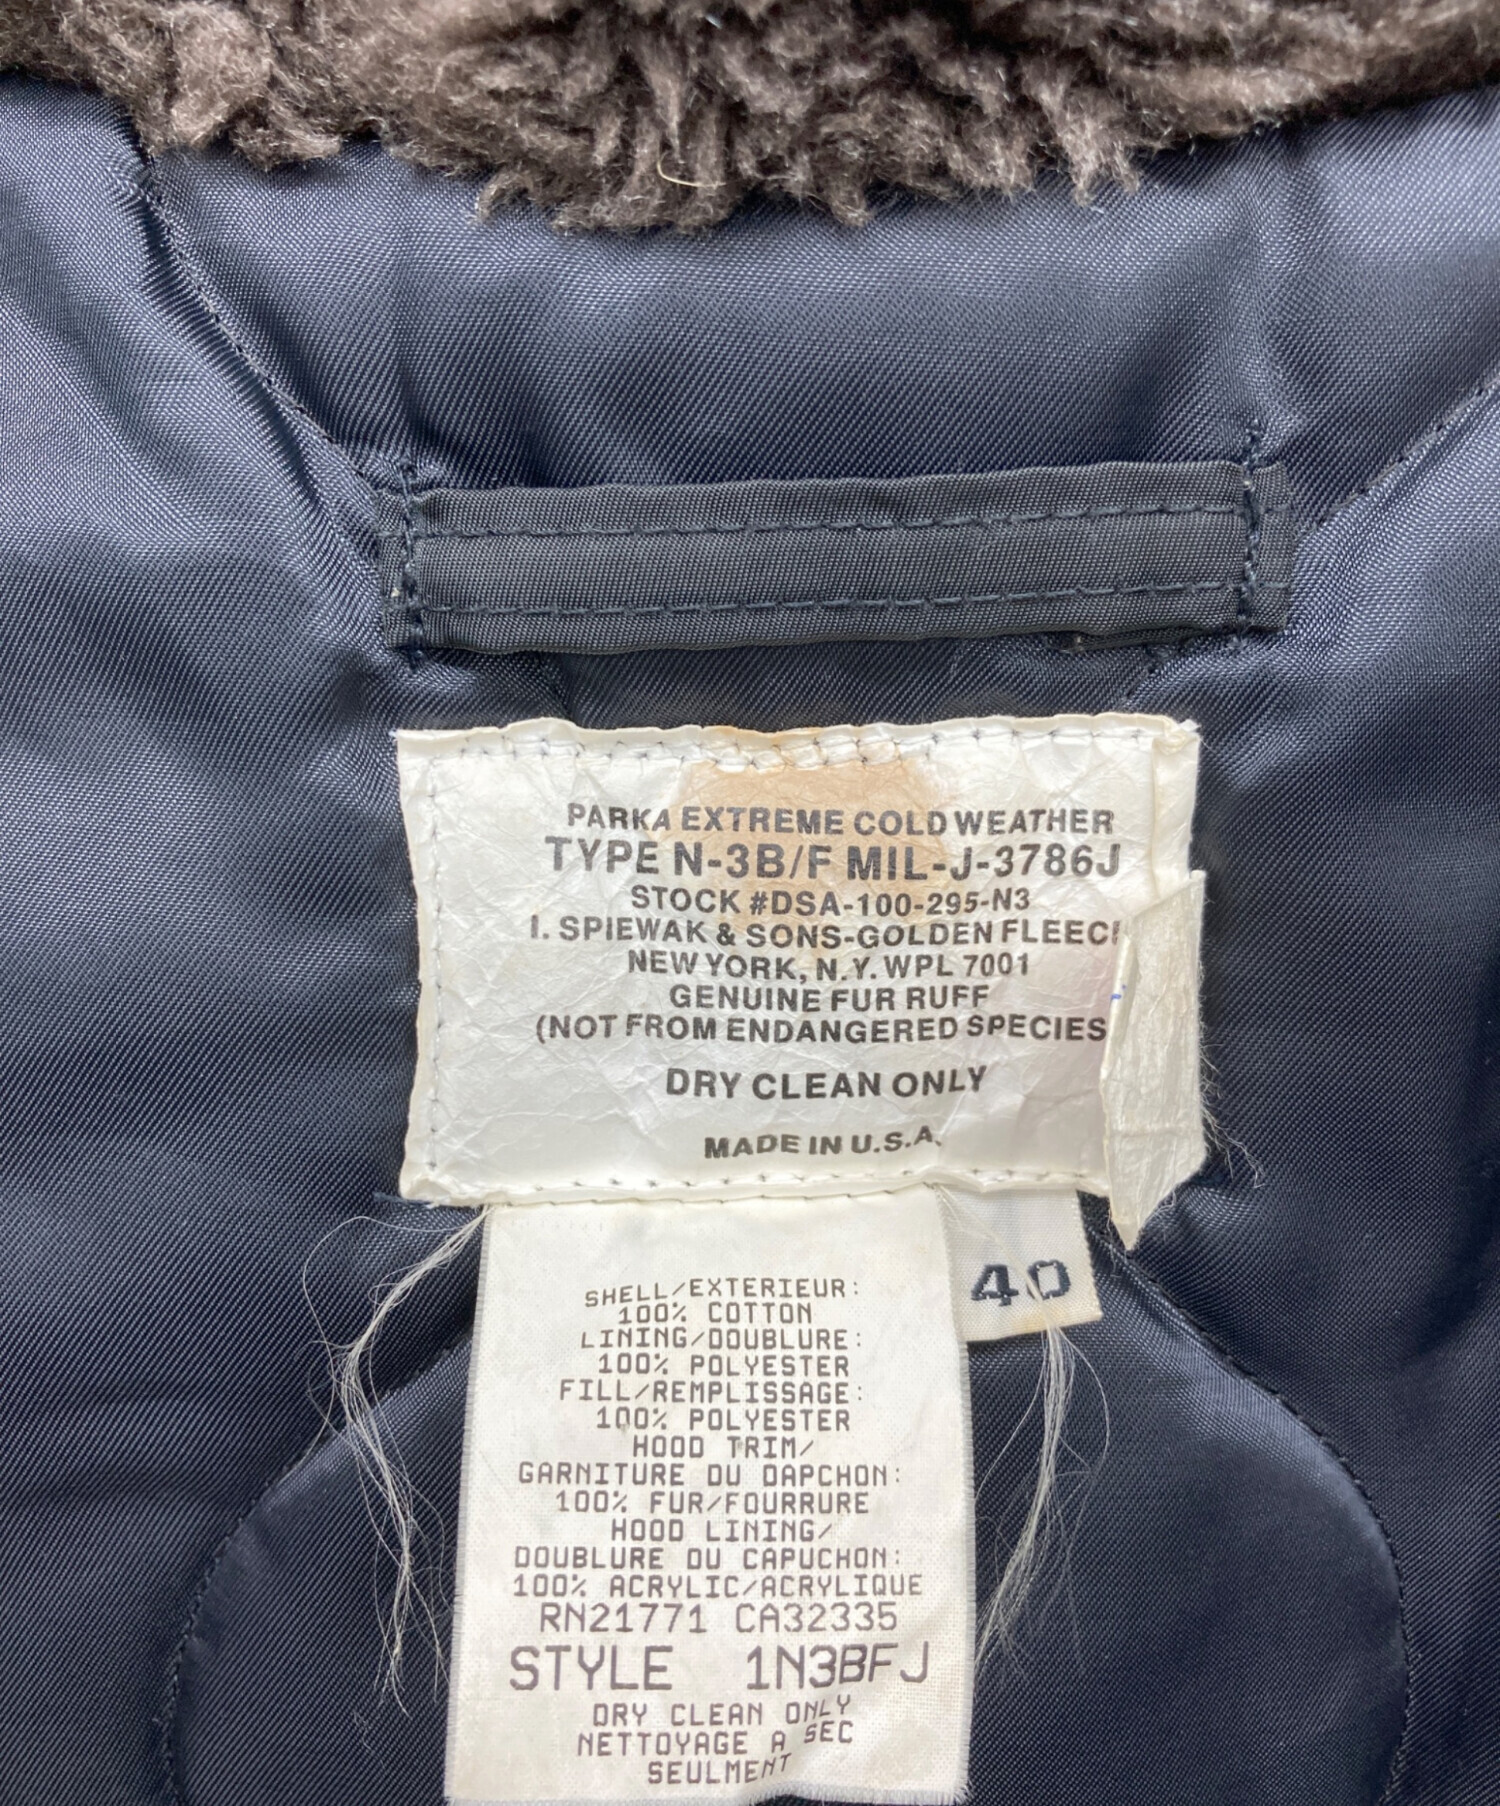 PARKA EXTREME COLD WEATHER
TYPE N-3B/F MIL-J-3786J
STOCK #DSA-100-295-N3
I. SPIEWAK & SONS-GOLDEN FLEEC
NEW YORK, N.Y. WPL 7001
GENUINE FUR RUFF
(NOT FROM ENDANGERED SPECIES
DRY CLEAN ONLY
MADE IN U.S.A.
40
SHELL/EXTERIEUR:
100% COTTON
LINING/DOUBLURE:
100% POLYESTER
FILL/REMPLISSAGE:
100% POLYESTER
HOOD TRIM/
GARNITURE DU DAPCHON:
100% FUR/FOURRURE
HOOD LINING/
DOUBLURE DU CAPUCHON:
100% ACRYLIC/ACRYLIQUE
RN21771 CA32335
STYLE 1N3BFJ
DRY CLEAN ONLY
NETTOYAGE A SEC
SEULMENT